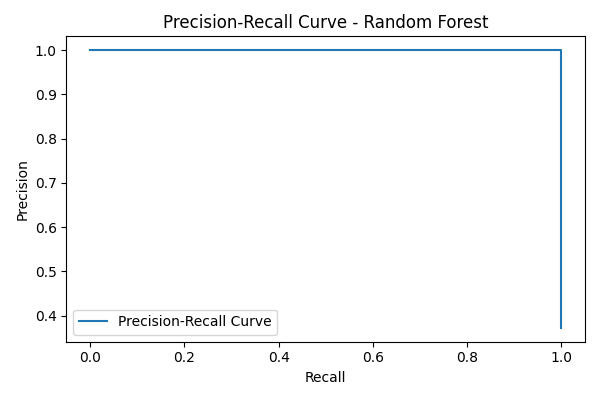 Precision-Recall Curve - Random Forest
1.0
0.9
0.8
0.7
0.6
0.5
0.4
Precision
Precision-Recall Curve
0.0 0.2 0.4 0.6 0.8 1.0
Recall